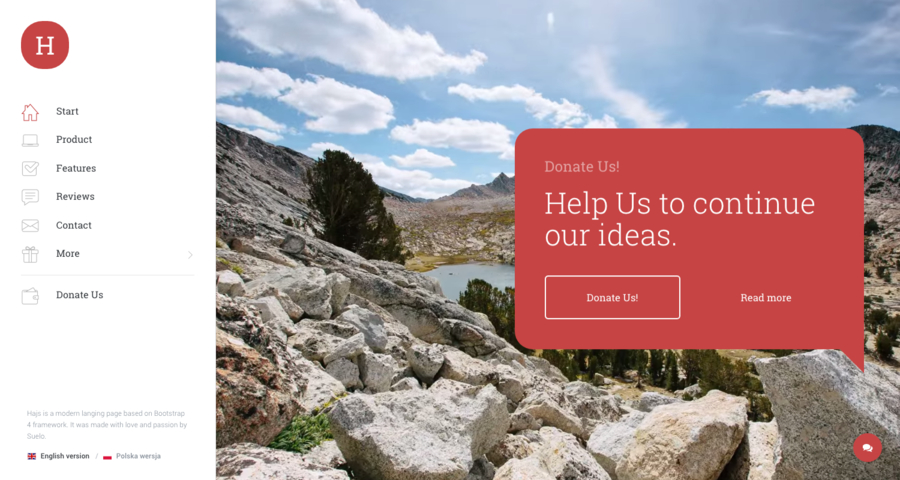 H
Start
Product
Features
Reviews
Contact
More
Donate Us
Hajs is a modern langing page based on Bootstrap
4 framework. It was made with love and passion by
Suelo.
English version / Polska wersja
Donate Us!
Help Us to continue
our ideas.
Donate Us! Read more